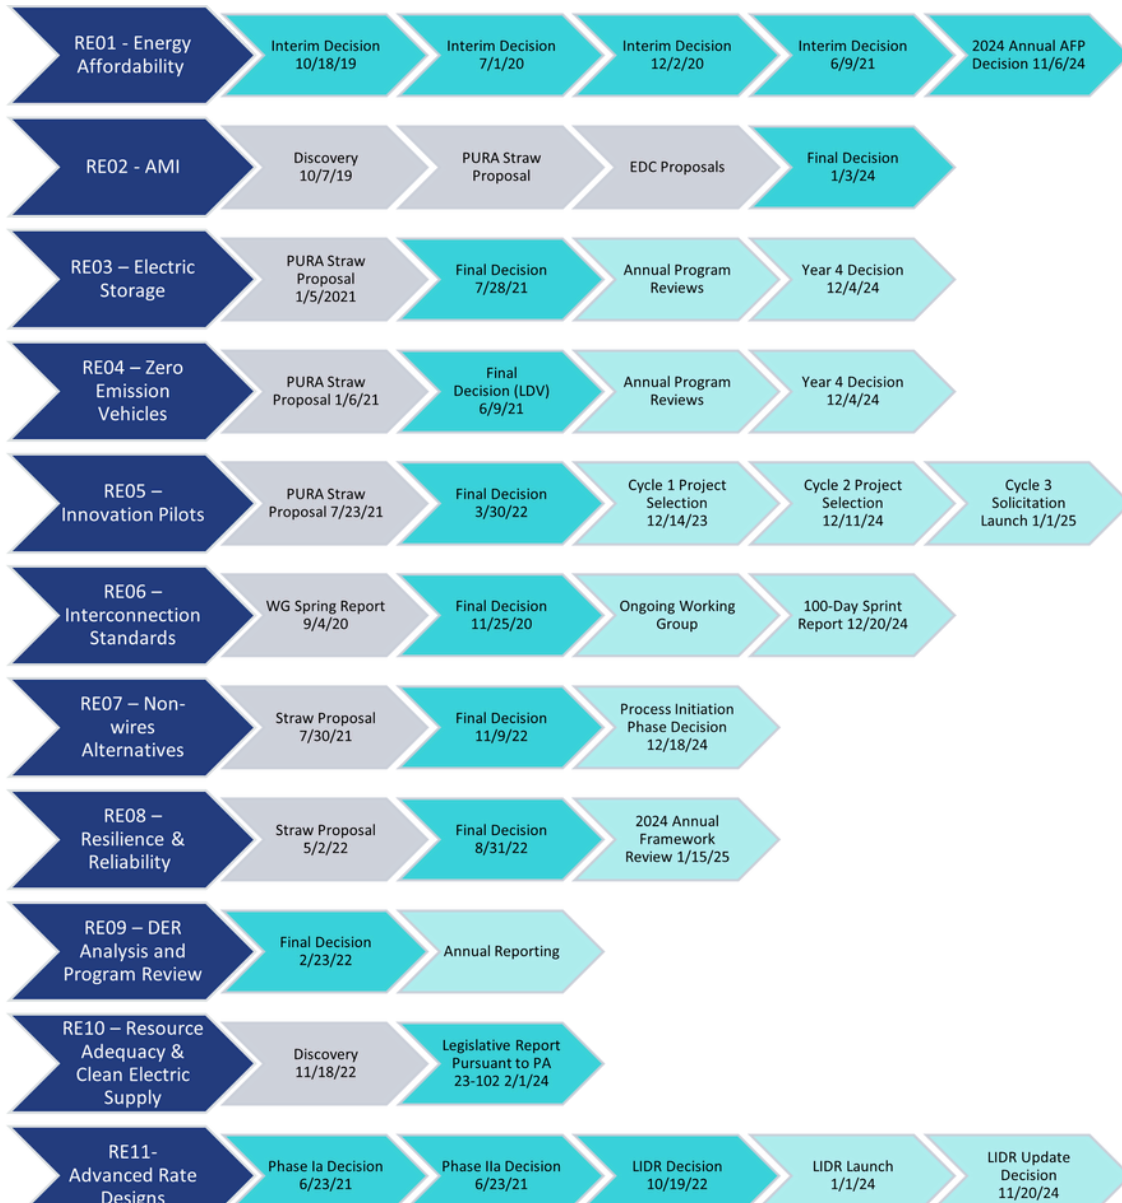 RE01 - Energy
Affordability
Interim Decision
10/18/19
Interim Decision
7/1/20
Interim Decision
12/2/20
Interim Decision
6/9/21
2024 Annual AFP
Decision 11/6/24
RE02 - AMI
Discovery
10/7/19
PURA Straw
Proposal
EDC Proposals
Final Decision
1/3/24
RE03 – Electric
Storage
PURA Straw
Proposal
1/5/2021
Final Decision
7/28/21
Annual Program
Reviews
Year 4 Decision
12/4/24
RE04 – Zero
Emission
Vehicles
PURA Straw
Proposal 1/6/21
Final
Decision (LDV)
6/9/21
Annual Program
Reviews
Year 4 Decision
12/4/24
RE05 –
Innovation Pilots
PURA Straw
Proposal 7/23/21
Final Decision
3/30/22
Cycle 1 Project
Selection
12/14/23
Cycle 2 Project
Selection
12/11/24
Cycle 3
Solicitation
Launch 1/1/25
RE06 –
Interconnection
Standards
WG Spring Report
9/4/20
Final Decision
11/25/20
Ongoing Working
Group
100-Day Sprint
Report 12/20/24
RE07 – Non-
wires
Alternatives
Straw Proposal
7/30/21
Final Decision
11/9/22
Process Initiation
Phase Decision
12/18/24
RE08 –
Resilience &
Reliability
Straw Proposal
5/2/22
Final Decision
8/31/22
2024 Annual
Framework
Review 1/15/25
RE09 – DER
Analysis and
Program Review
Final Decision
2/23/22
Annual Reporting
RE10 – Resource
Adequacy &
Clean Electric
Supply
Discovery
11/18/22
Legislative Report
Pursuant to PA
23-102 2/1/24
RE11-
Advanced Rate
Designs
Phase Ia Decision
6/23/21
Phase IIa Decision
6/23/21
LIDR Decision
10/19/22
LIDR Launch
1/1/24
LIDR Update
Decision
11/20/24